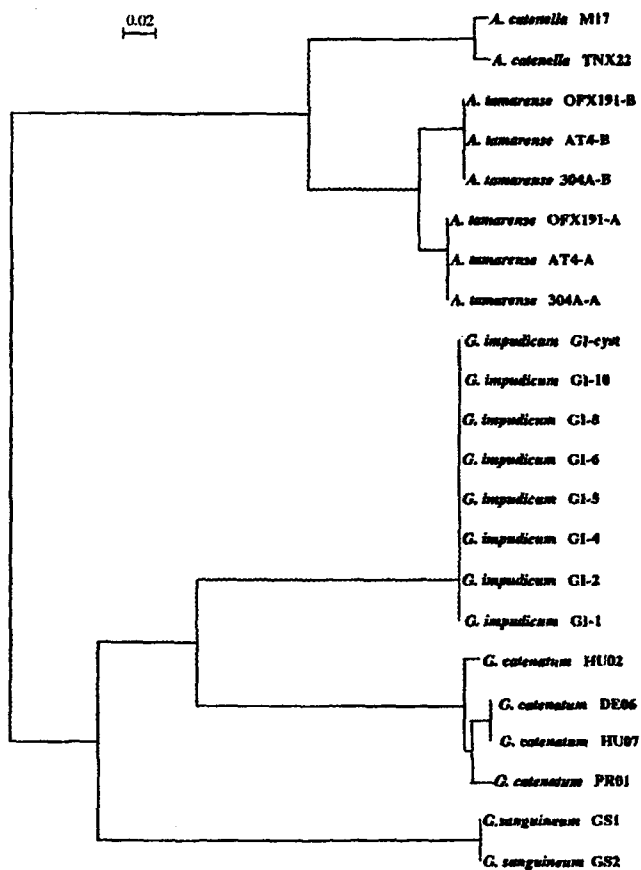 0.02
A. catenella M17
A. catenella TNX22
A. tamarense OFX191-B
A. tamarense AT4-B
A. tamarense 304A-B
A. tamarense OFX191-A
A. tamarense AT4-A
A. tamarense 304A-A
G. impudicum GI-cyst
G. impudicum GI-10
G. impudicum GI-8
G. impudicum GI-6
G. impudicum GI-5
G. impudicum GI-4
G. impudicum GI-2
G. impudicum GI-1
G. catenatum HU02
G. catenatum DE06
G. catenatum HU07
G. catenatum PR01
G.sanguineum GS1
G. sanguineum GS2